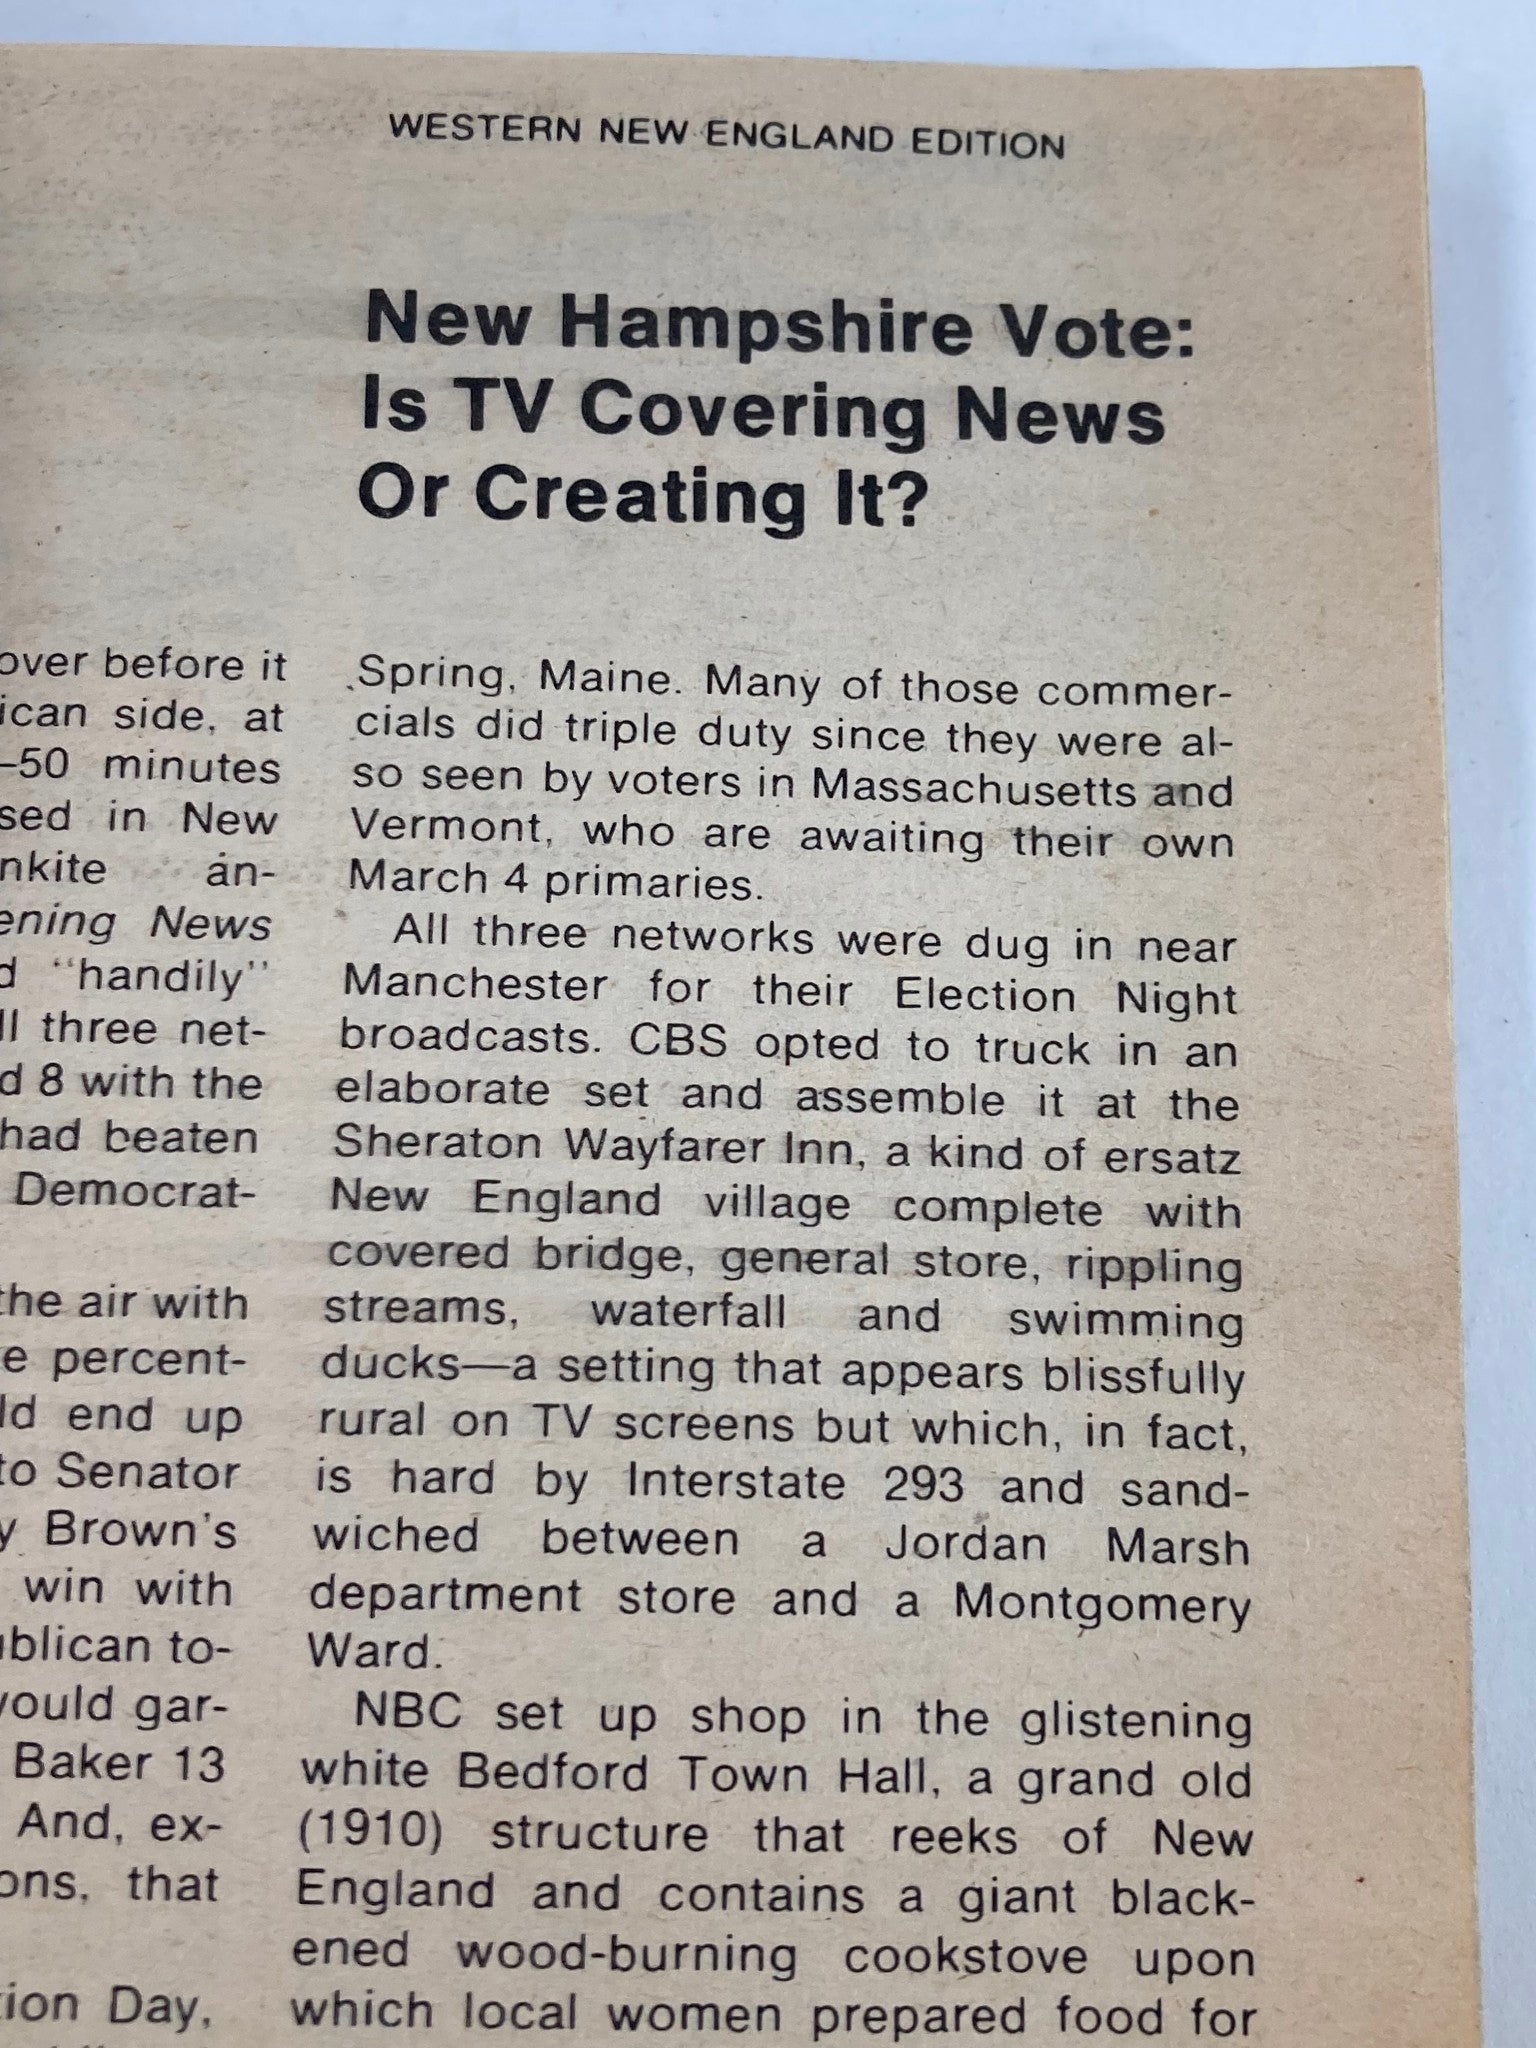 WESTERN NEW ENGLAND EDITION
New Hampshire Vote:
Is TV Covering News
Or Creating It?
over before it
ican side, at
–50 minutes
sed in New
nkite an-
ening News
d “handily”
ll three net-
d 8 with the
had beaten
Democrat-
the air with
e percent-
ld end up
to Senator
y Brown's
win with
ublican to-
would gar-
Baker 13
And, ex-
ons, that
tion Day,
Spring, Maine. Many of those commer-
cials did triple duty since they were al-
so seen by voters in Massachusetts and
Vermont, who are awaiting their own
March 4 primaries.
All three networks were dug in near
Manchester for their Election Night
broadcasts. CBS opted to truck in an
elaborate set and assemble it at the
Sheraton Wayfarer Inn, a kind of ersatz
New England village complete with
covered bridge, general store, rippling
streams, waterfall and swimming
ducks—a setting that appears blissfully
rural on TV screens but which, in fact,
is hard by Interstate 293 and sand-
wiched between a Jordan Marsh
department store and a Montgomery
Ward.
NBC set up shop in the glistening
white Bedford Town Hall, a grand old
(1910) structure that reeks of New
England and contains a giant black-
ened wood-burning cookstove upon
which local women prepared food for